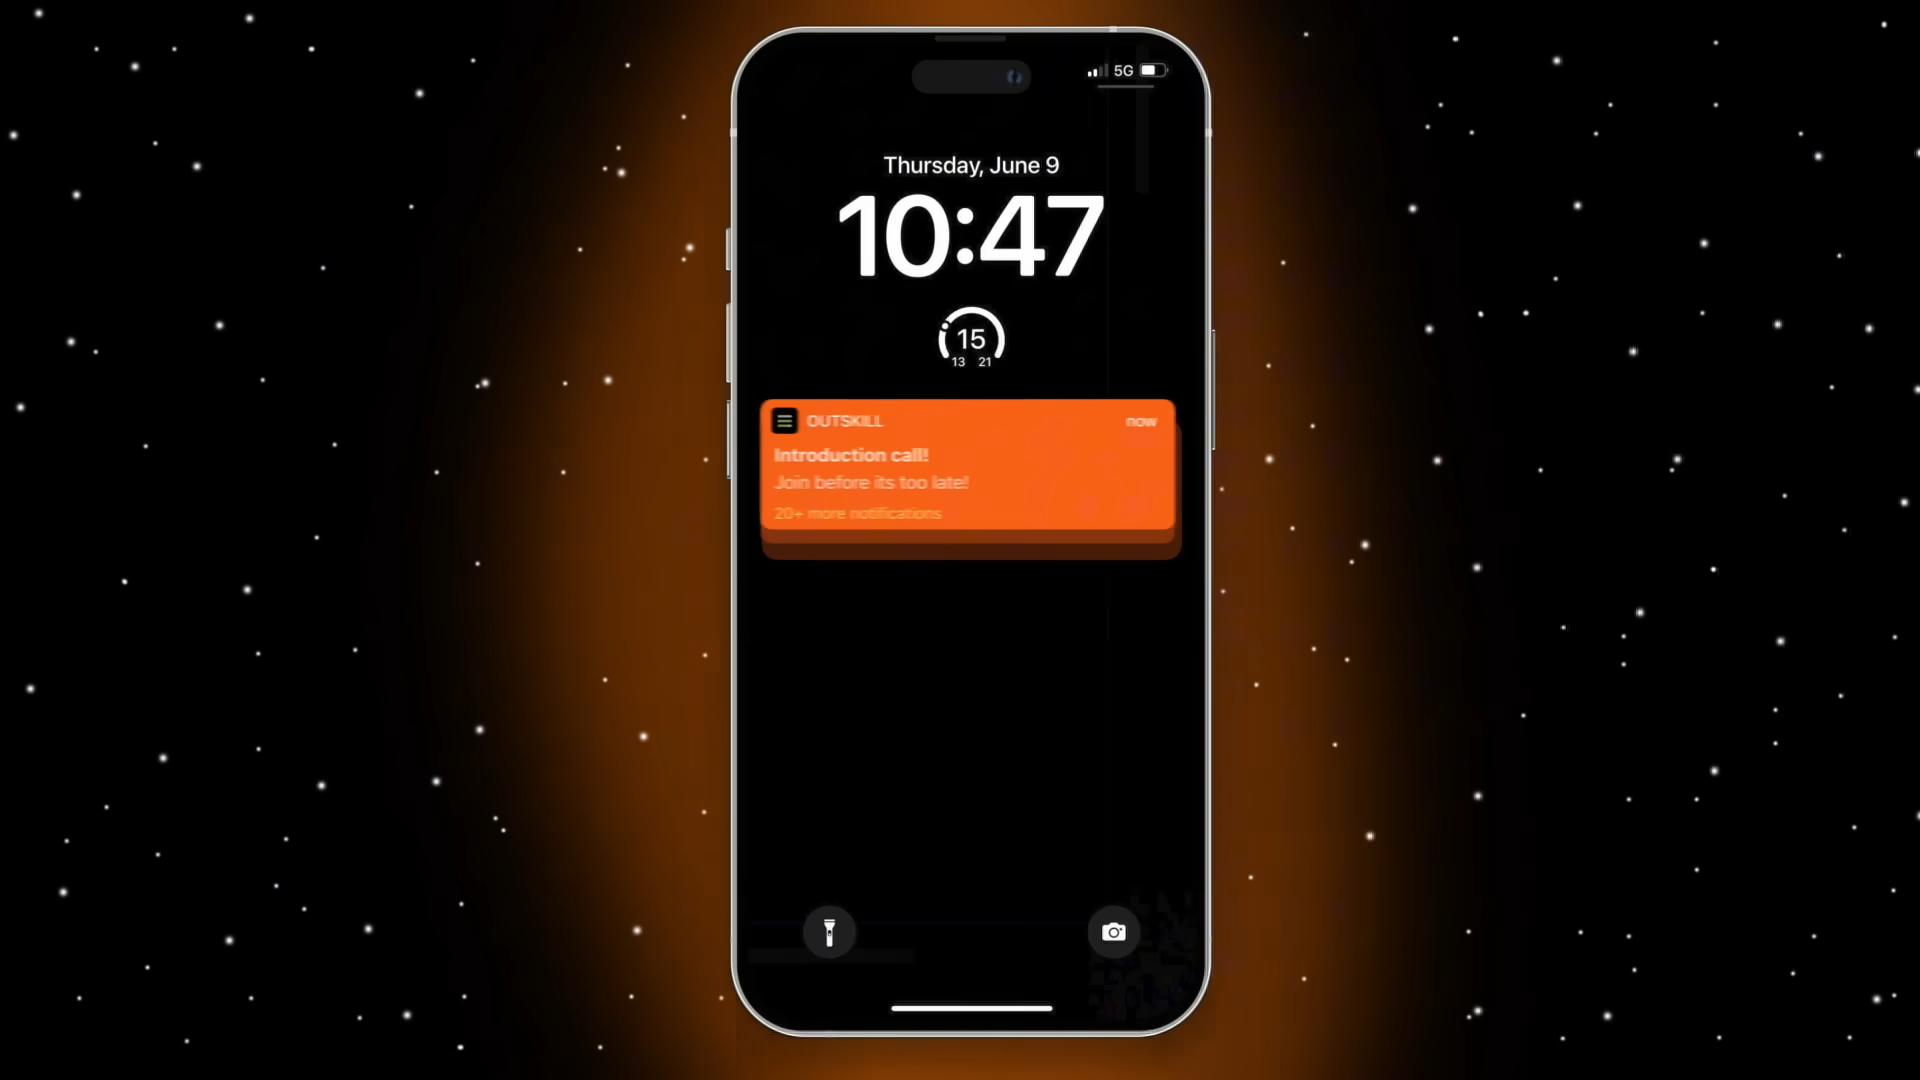 5G
Thursday, June 9
10:47
15
13 21
OUTSKILL now
Introduction call!
Join before its too late!
20+ more notifications